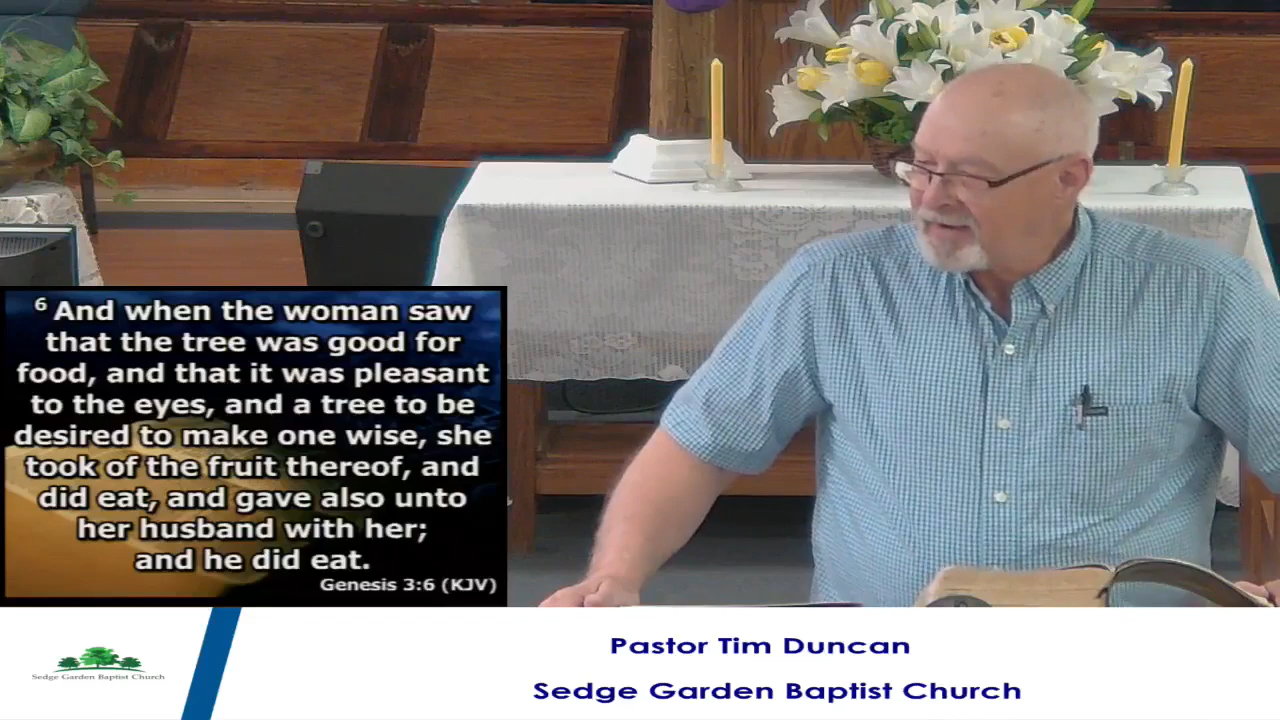 6 And when the woman saw
that the tree was good for
food, and that it was pleasant
to the eyes, and a tree to be
desired to make one wise, she
took of the fruit thereof, and
did eat, and gave also unto
her husband with her;
and he did eat.
Genesis 3:6 (KJV)
Sedge Garden Baptist Church
Pastor Tim Duncan
Sedge Garden Baptist Church